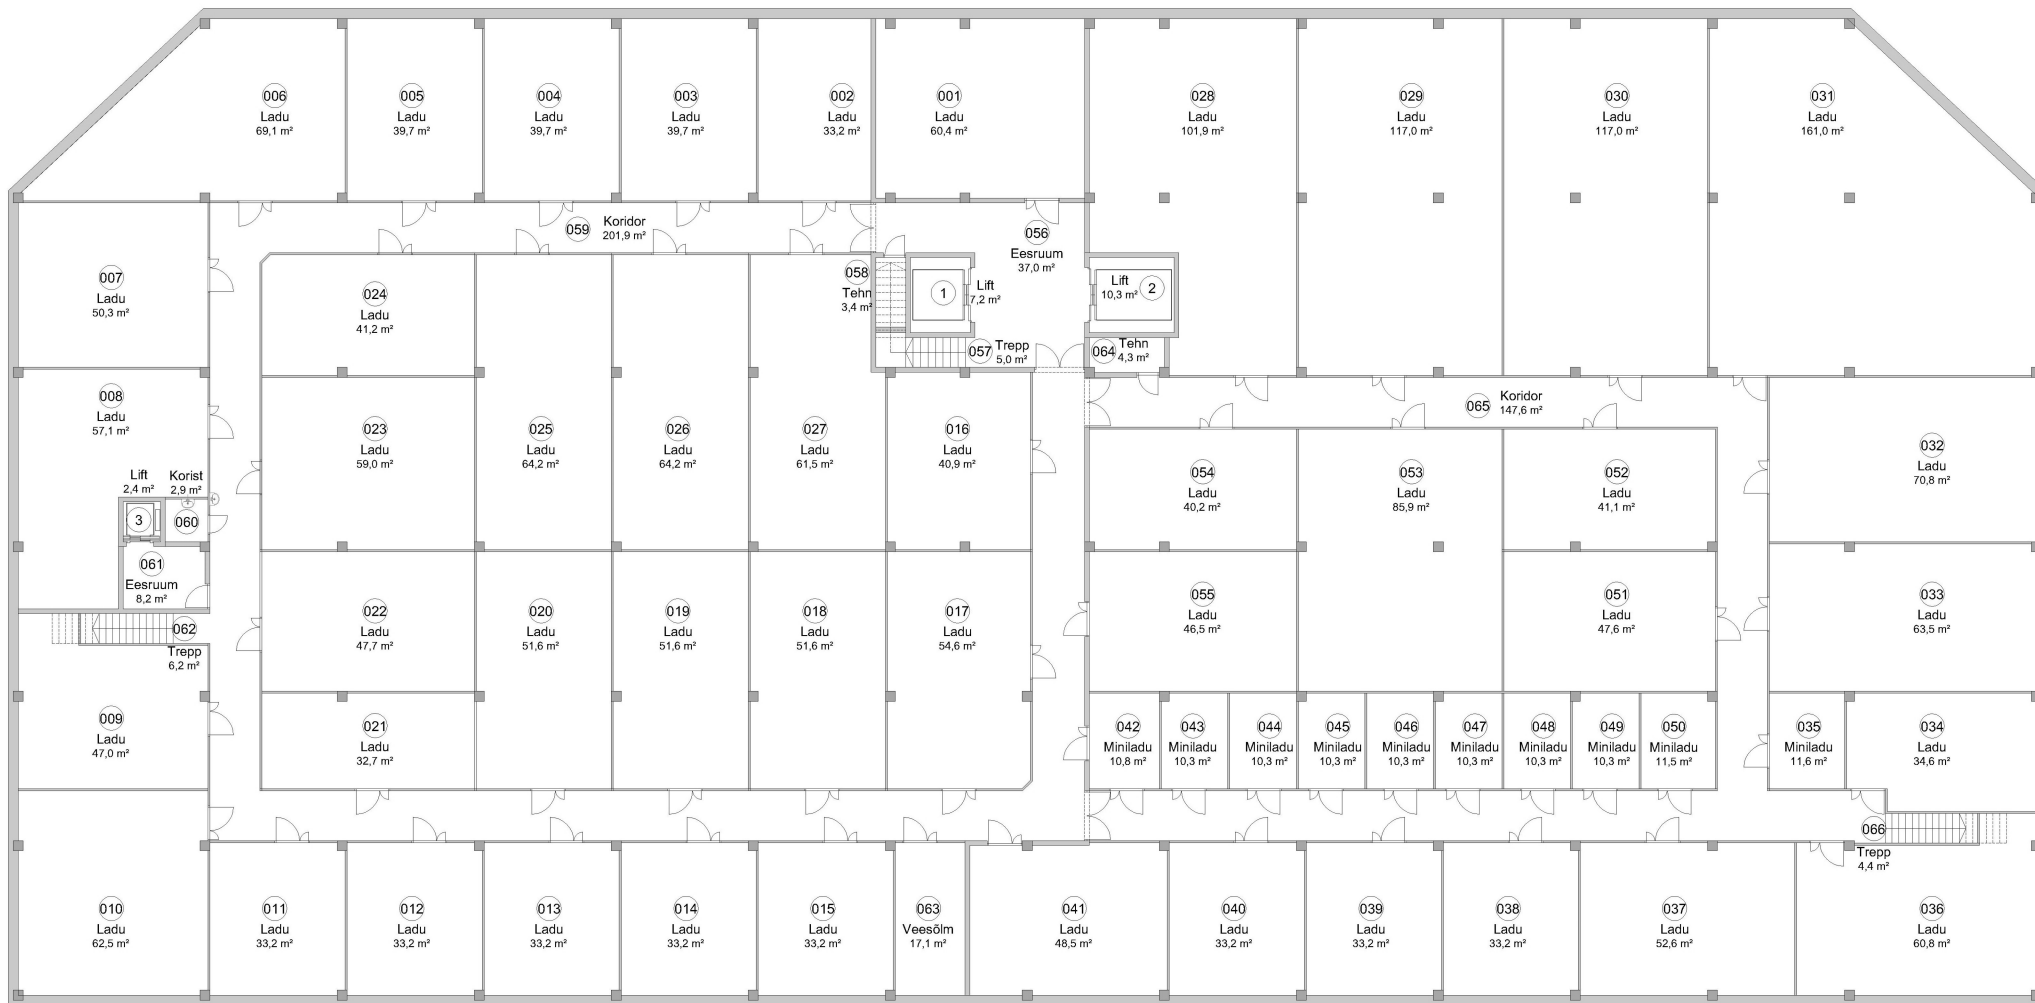 006
Ladu
69,1 m²
005
Ladu
39,7 m²
004
Ladu
39,7 m²
003
Ladu
39,7 m²
002
Ladu
33,2 m²
001
Ladu
60,4 m²
028
Ladu
101,9 m²
029
Ladu
117,0 m²
030
Ladu
117,0 m²
031
Ladu
161,0 m²
059
Koridor
201,9 m²
056
Eesruum
37,0 m²
007
Ladu
50,3 m²
024
Ladu
41,2 m²
058
Tehn
3,4 m²
1
Lift
7,2 m²
Lift
10,3 m²
2
057
Trepp
5,0 m²
064
Tehn
4,3 m²
008
Ladu
57,1 m²
065
Koridor
147,6 m²
023
Ladu
59,0 m²
025
Ladu
64,2 m²
026
Ladu
64,2 m²
027
Ladu
61,5 m²
016
Ladu
40,9 m²
054
Ladu
40,2 m²
053
Ladu
85,9 m²
052
Ladu
41,1 m²
032
Ladu
70,8 m²
Lift
2,4 m²
Korist
2,9 m²
3
060
061
Eesruum
8,2 m²
062
Trepp
6,2 m²
022
Ladu
47,7 m²
020
Ladu
51,6 m²
019
Ladu
51,6 m²
018
Ladu
51,6 m²
017
Ladu
54,6 m²
055
Ladu
46,5 m²
051
Ladu
47,6 m²
033
Ladu
63,5 m²
009
Ladu
47,0 m²
021
Ladu
32,7 m²
042
Miniladu
10,8 m²
043
Miniladu
10,3 m²
044
Miniladu
10,3 m²
045
Miniladu
10,3 m²
046
Miniladu
10,3 m²
047
Miniladu
10,3 m²
048
Miniladu
10,3 m²
049
Miniladu
10,3 m²
050
Miniladu
11,5 m²
035
Miniladu
11,6 m²
034
Ladu
34,6 m²
066
Trepp
4,4 m²
010
Ladu
62,5 m²
011
Ladu
33,2 m²
012
Ladu
33,2 m²
013
Ladu
33,2 m²
014
Ladu
33,2 m²
015
Ladu
33,2 m²
063
Veesõlm
17,1 m²
041
Ladu
48,5 m²
040
Ladu
33,2 m²
039
Ladu
33,2 m²
038
Ladu
33,2 m²
037
Ladu
52,6 m²
036
Ladu
60,8 m²